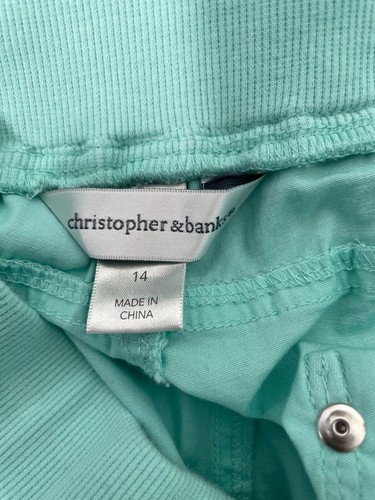 christopher & banks
14
MADE IN
CHINA